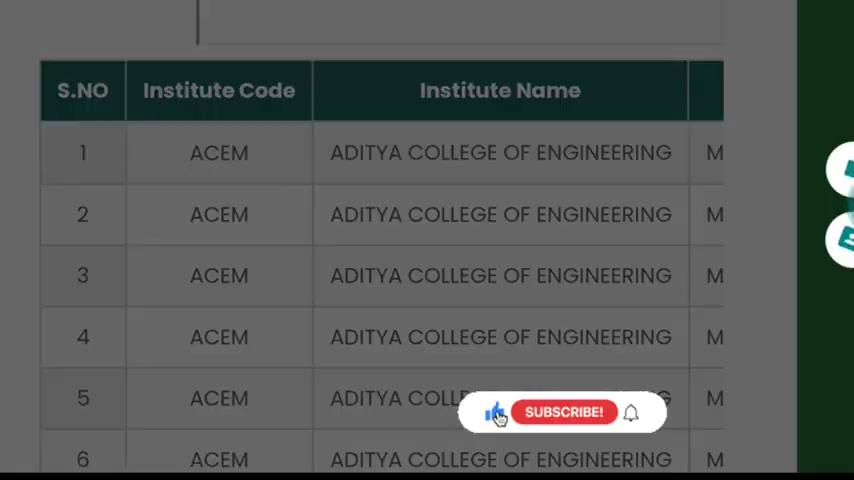 S.NO Institute Code Institute Name
1 ACEM ADITYA COLLEGE OF ENGINEERING M
2 ACEM ADITYA COLLEGE OF ENGINEERING M
3 ACEM ADITYA COLLEGE OF ENGINEERING M
4 ACEM ADITYA COLLEGE OF ENGINEERING M
5 ACEM ADITYA M
SUBSCRIBE!
6 ACEM ADITYA COLLEGE OF ENGINEERING M